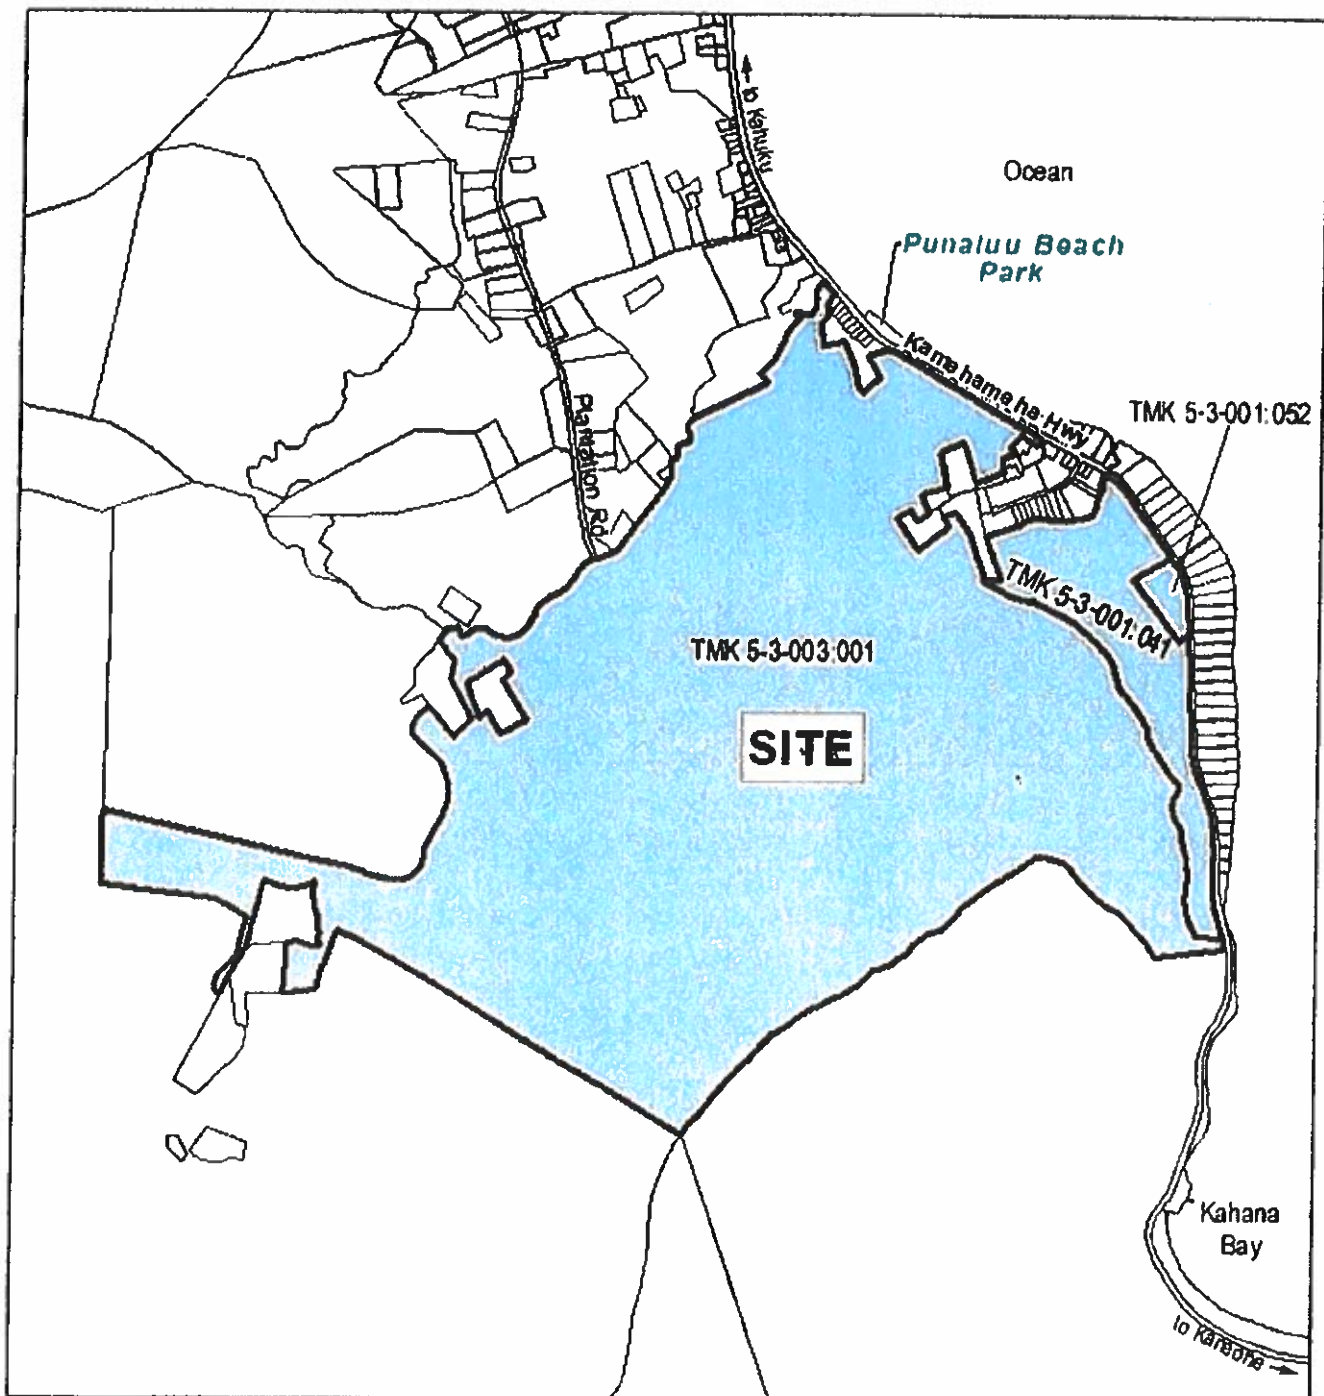 to Kahuku
Ocean
Punaluu Beach
Park
Kamehameha Hwy
TMK 5-3-001:052
Plantation Rd
TMK 5-3-001:041
TMK 5-3-003:001
SITE
Kahana
Bay
to Kaneohe